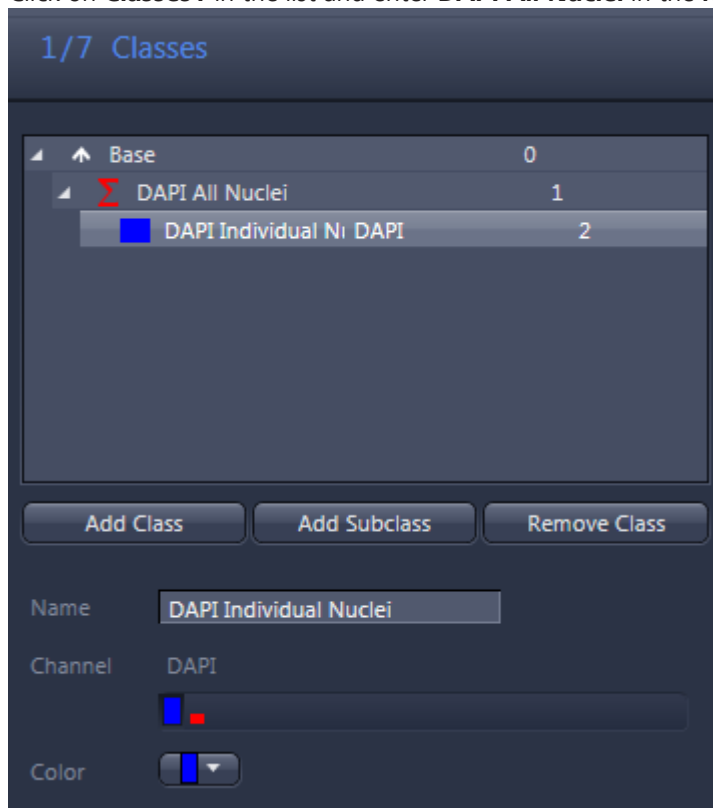 1/7 Classes
Base 0
Σ DAPI All Nuclei 1
DAPI Individual Nu DAPI 2
Add Class Add Subclass Remove Class
Name DAPI Individual Nuclei
Channel DAPI
Color